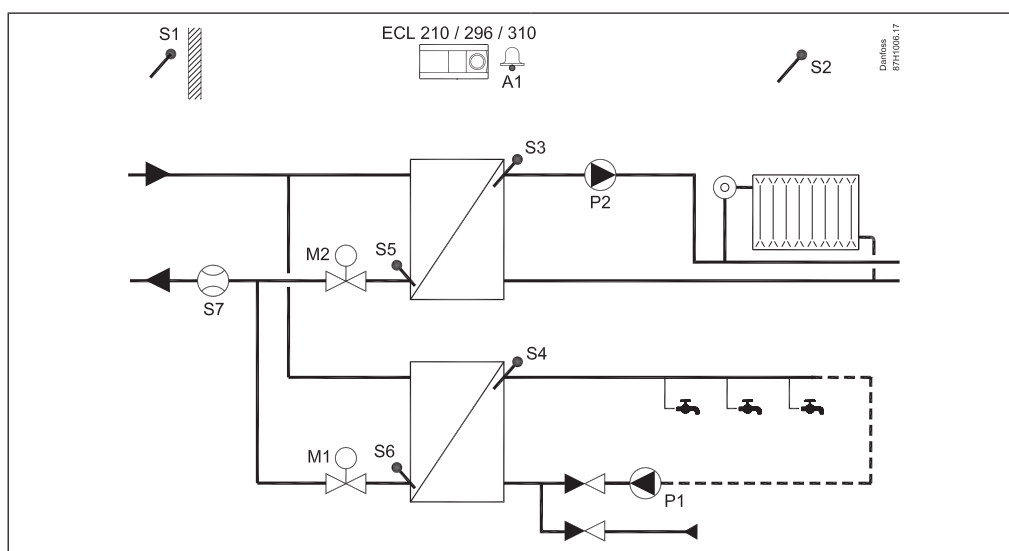 S1
ECL 210 / 296 / 310
A1
S2
Danfoss
87H1006.17
S3
P2
M2
S5
S7
S4
M1
S6
P1